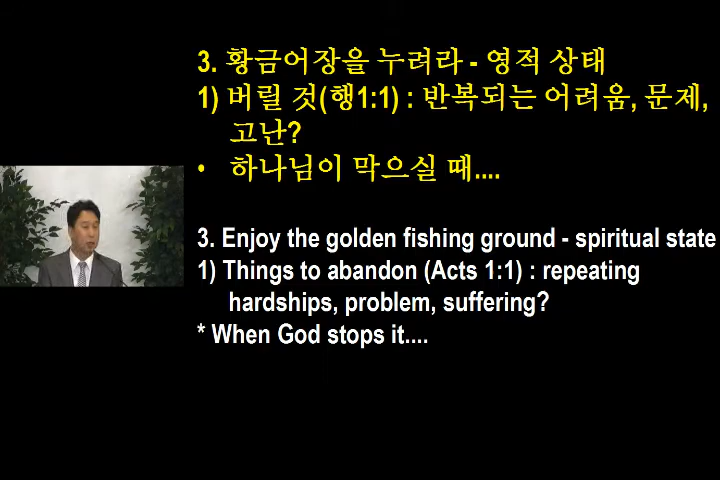 3. 황금어장을 누려라 - 영적 상태
1) 버릴 것(행1:1) : 반복되는 어려움, 문제,
고난?
• 하나님이 막으실 때....
3. Enjoy the golden fishing ground - spiritual state
1) Things to abandon (Acts 1:1) : repeating
hardships, problem, suffering?
* When God stops it....